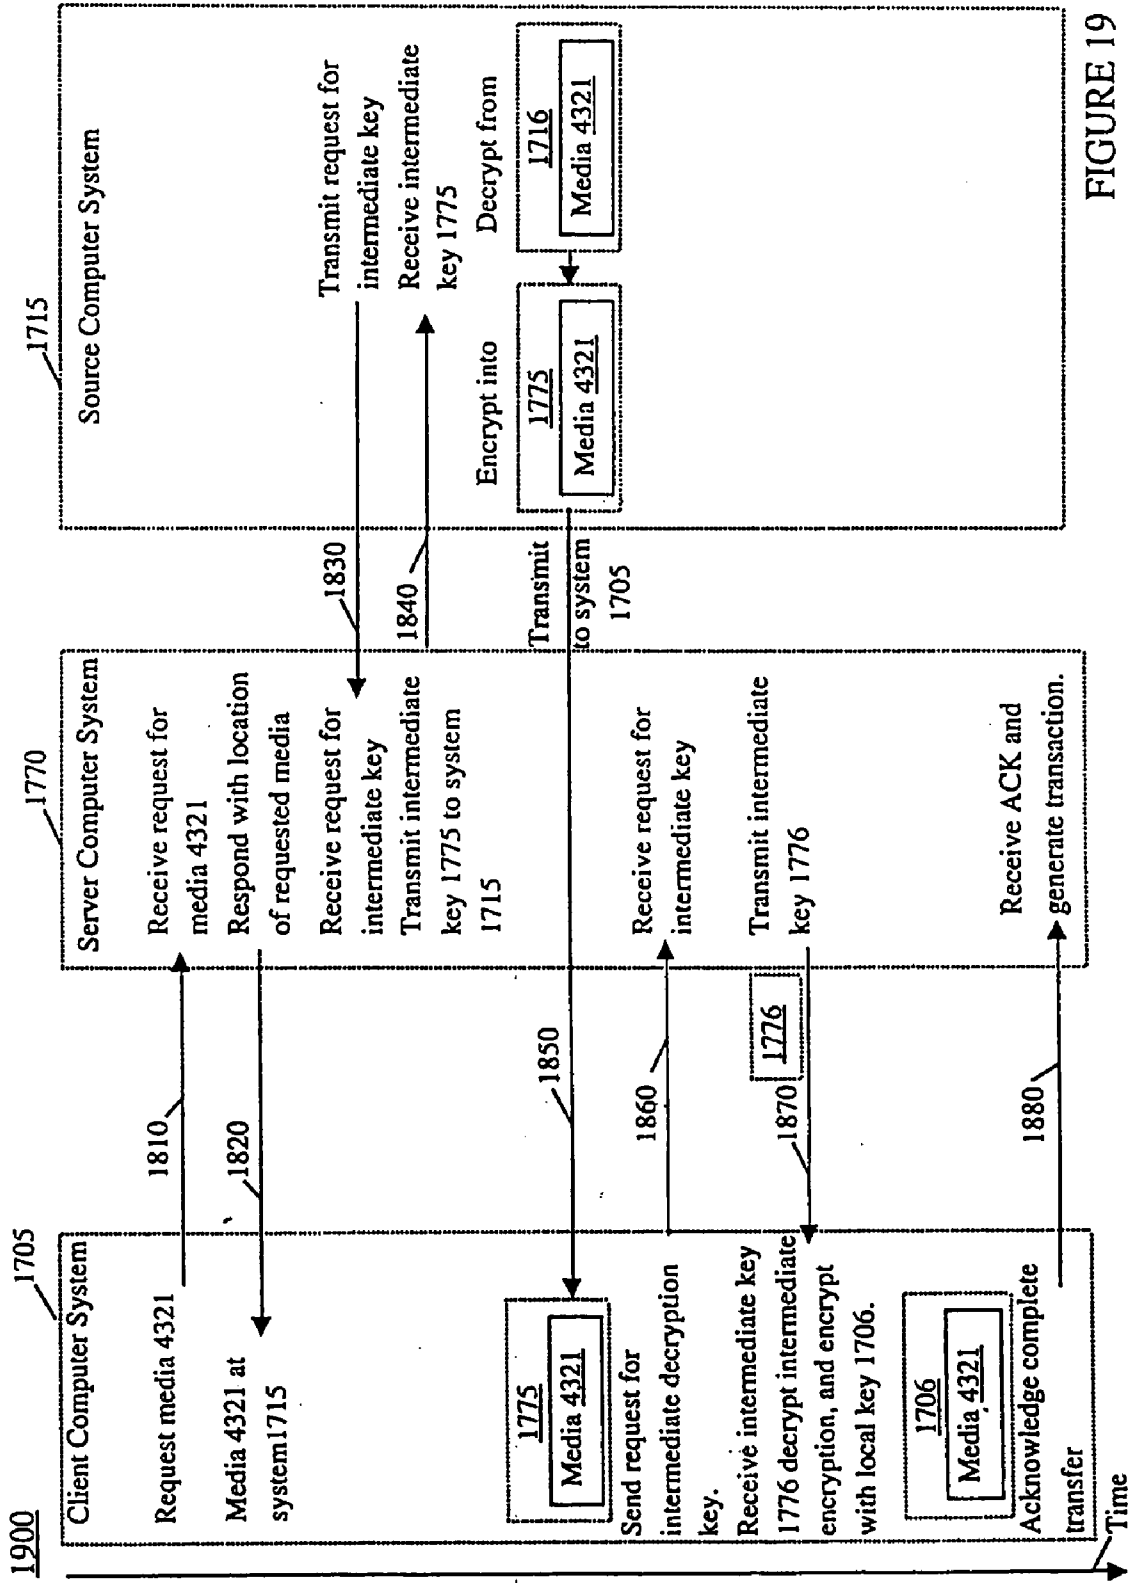 1900
1705
Client Computer System
Request media 4321
Media 4321 at
system1715
1775
Media 4321
Send request for
intermediate decryption
key.
Receive intermediate key
1776 decrypt intermediate
encryption, and encrypt
with local key 1706.
1706
Media 4321
Acknowledge complete
transfer
Time
1810
1820
1850
1860
1870
1776
1880
1770
Server Computer System
Receive request for
media 4321
Respond with location
of requested media
Receive request for
intermediate key
Transmit intermediate
key 1775 to system
1715
Receive request for
intermediate key
Transmit intermediate
key 1776
Receive ACK and
generate transaction.
1830
1840
Transmit
to system
1705
1715
Source Computer System
Transmit request for
intermediate key
Receive intermediate
key 1775
Encrypt into
1775
Media 4321
Decrypt from
1716
Media 4321
FIGURE 19